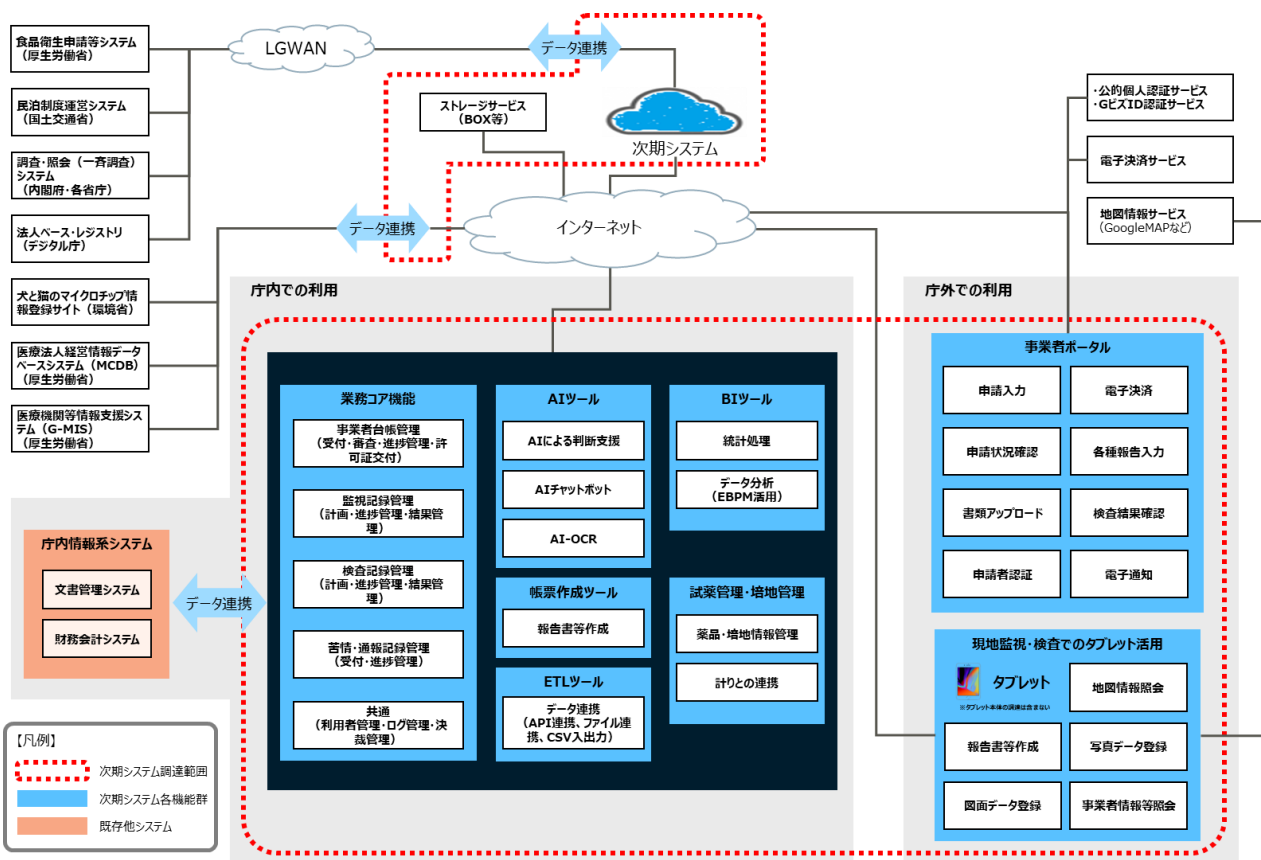 食品衛生申請等システム
（厚生労働省）
民泊制度運営システム
（国土交通省）
調査・照会（一斉調査）
システム
（内閣府・各省庁）
法人ベース・レジストリ
（デジタル庁）
犬と猫のマイクロチップ情
報登録サイト（環境省）
医療法人経営情報データ
ベースシステム（MCDB）
（厚生労働省）
医療機関等情報支援シス
テム（G-MIS）
（厚生労働省）
LGWAN
データ連携
ストレージサービス
（BOX等）
次期システム
データ連携
インターネット
・公的個人認証サービス
・GビズID認証サービス
電子決済サービス
地図情報サービス
（GoogleMAPなど）
庁内での利用
業務コア機能
事業者台帳管理
（受付・審査・進捗管理・許
可証交付）
監視記録管理
（計画・進捗管理・結果管
理）
検査記録管理
（計画・進捗管理・結果管
理）
苦情・通報記録管理
（受付・進捗管理）
共通
（利用者管理・ログ管理・決
裁管理）
AIツール
AIによる判断支援
AIチャットボット
AI-OCR
帳票作成ツール
報告書等作成
ETLツール
データ連携
（API連携、ファイル連
携、CSV入出力）
BIツール
統計処理
データ分析
（EBPM活用）
試薬管理・培地管理
薬品・培地情報管理
計りとの連携
庁外での利用
事業者ポータル
申請入力
電子決済
申請状況確認
各種報告入力
書類アップロード
検査結果確認
申請者認証
電子通知
現地監視・検査でのタブレット活用
タブレット
※タブレット本体の調達は含まない
地図情報照会
報告書等作成
写真データ登録
図面データ登録
事業者情報等照会
庁内情報系システム
文書管理システム
財務会計システム
データ連携
【凡例】
次期システム調達範囲
次期システム各機能群
既存他システム